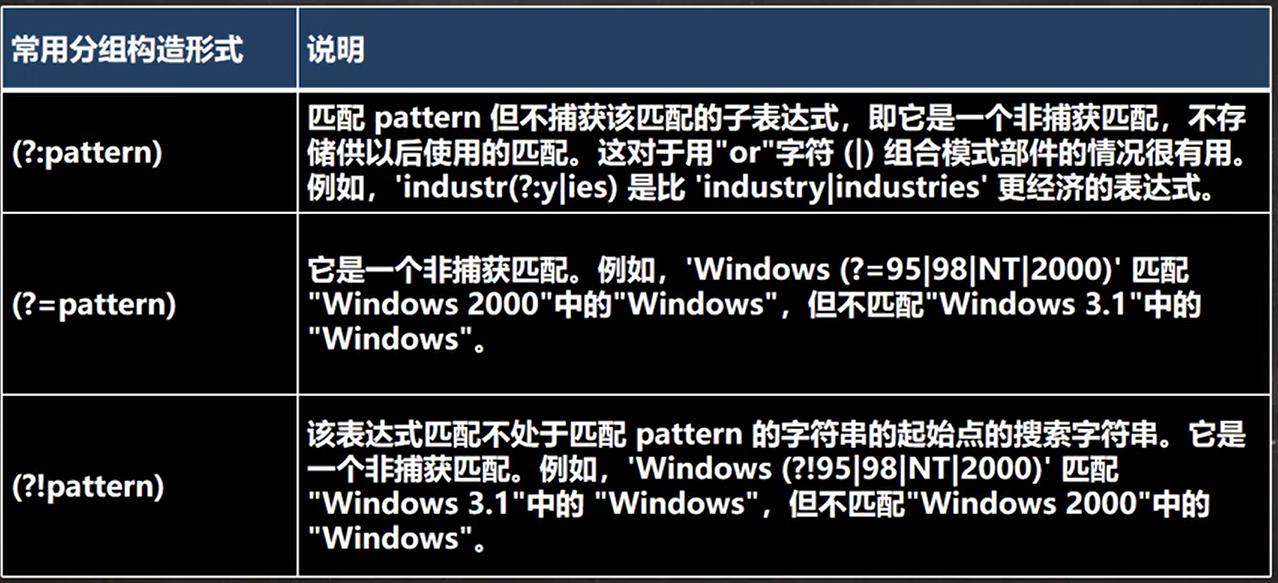 常用分组构造形式
说明
(?:pattern)
匹配 pattern 但不捕获该匹配的子表达式，即它是一个非捕获匹配，不存
储供以后使用的匹配。这对于用"or"字符 (|) 组合模式部件的情况很有用。
例如，'industr(?:y|ies) 是比 'industry|industries' 更经济的表达式。
(?=pattern)
它是一个非捕获匹配。例如，'Windows (?=95|98|NT|2000)' 匹配
"Windows 2000"中的"Windows"，但不匹配"Windows 3.1"中的
"Windows"。
(?!pattern)
该表达式匹配不处于匹配 pattern 的字符串的起始点的搜索字符串。它是
一个非捕获匹配。例如，'Windows (?!95|98|NT|2000)' 匹配
"Windows 3.1"中的 "Windows"，但不匹配"Windows 2000"中的
"Windows"。